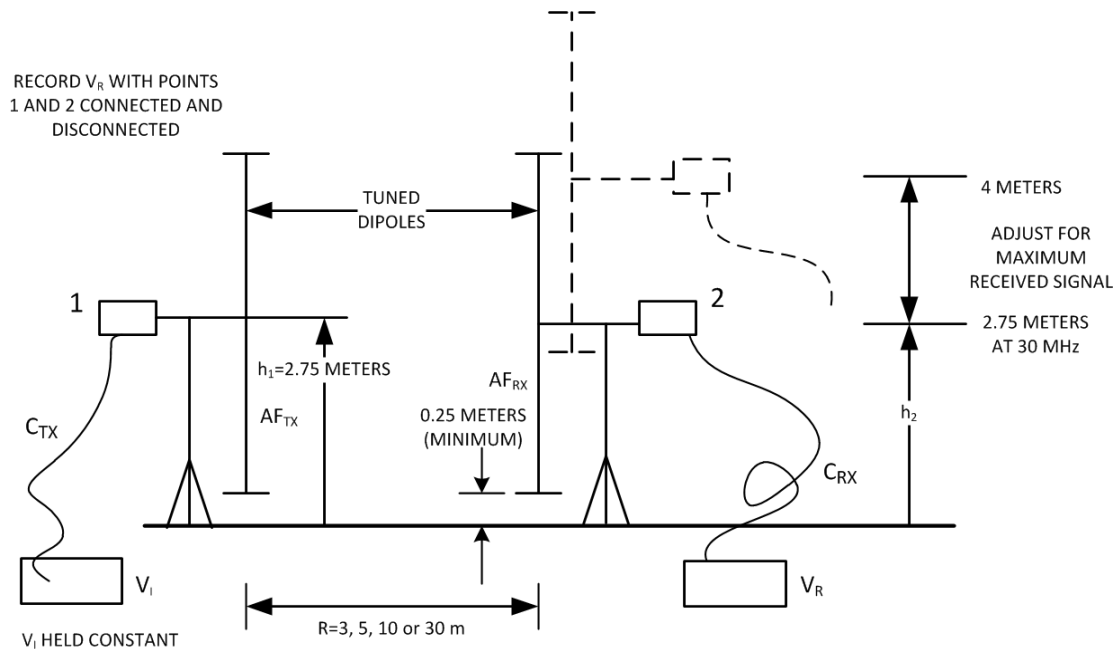 RECORD VR WITH POINTS
1 AND 2 CONNECTED AND
DISCONNECTED
TUNED
DIPOLES
4 METERS
ADJUST FOR
MAXIMUM
RECEIVED SIGNAL
2.75 METERS
AT 30 MHz
1
2
h1=2.75 METERS
AFTX
AFRX
0.25 METERS
(MINIMUM)
h2
CTX
CRX
VI
VR
R=3, 5, 10 or 30 m
VI HELD CONSTANT